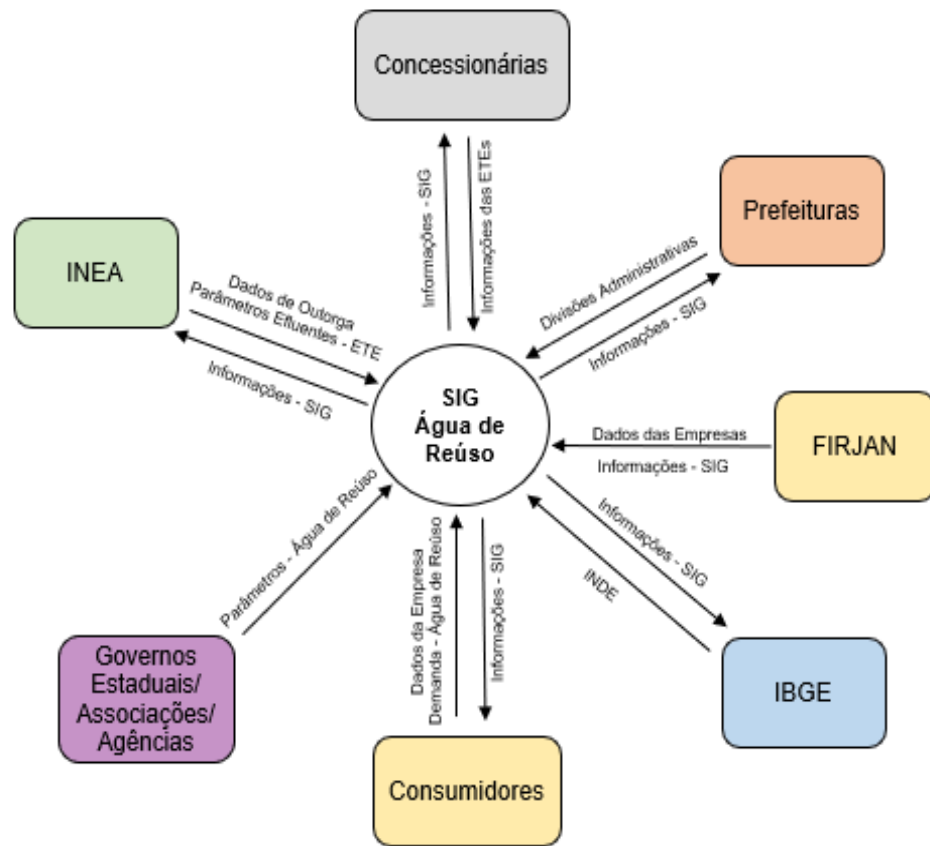 Concessionárias
Informações - SIG
Informações das ETEs
Prefeituras
Divisões Administrativas
Informações - SIG
INEA
Dados de Outorga
Parâmetros Efluentes - ETE
Informações - SIG
SIG
Água de
Reúso
Dados das Empresas
Informações - SIG
FIRJAN
Parâmetros - Água de Reúso
Governos
Estaduais/
Associações/
Agências
Dados da Empresa
Demanda - Água de Reúso
Informações - SIG
Consumidores
Informações - SIG
INDE
IBGE